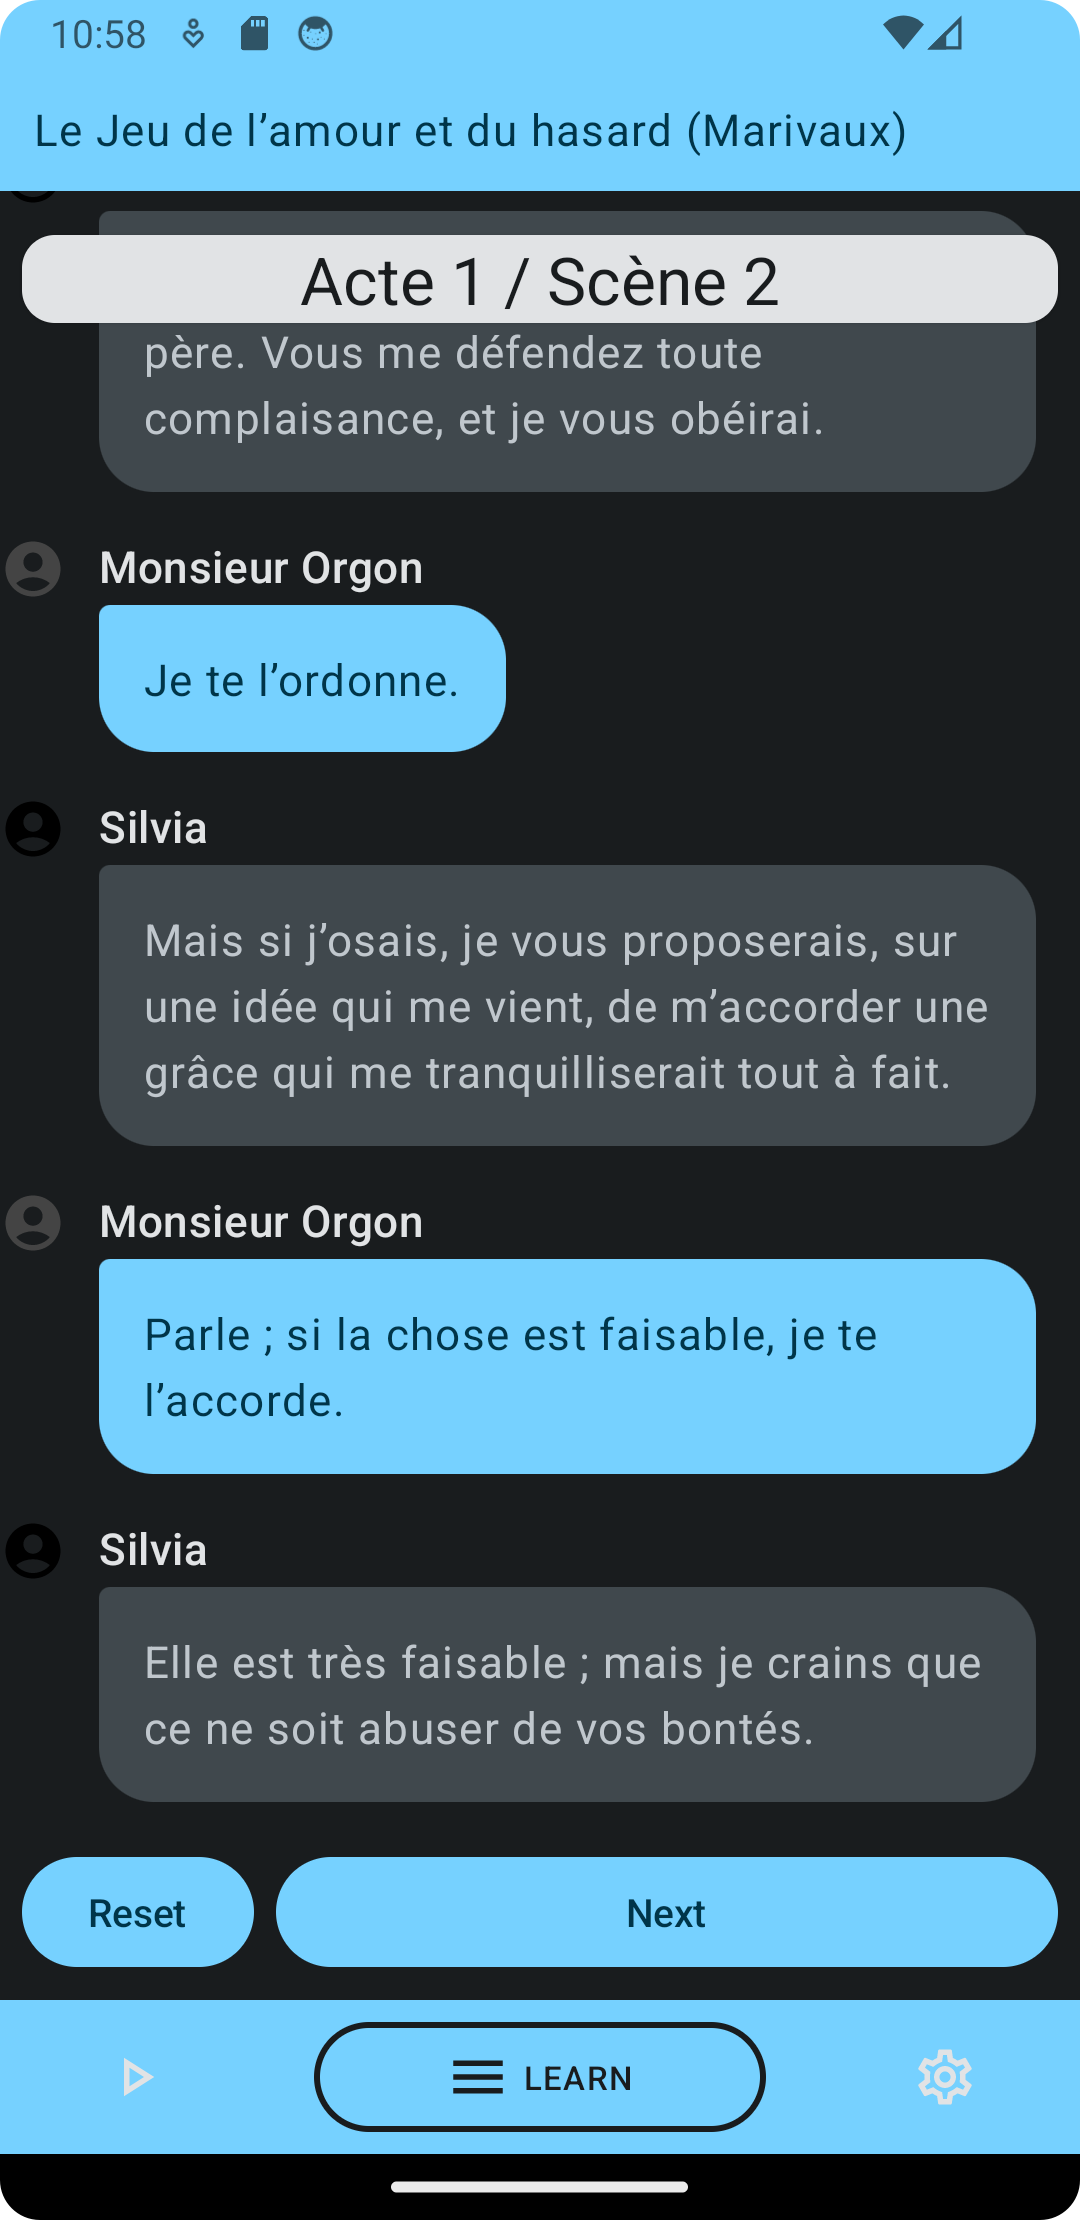 10:58
Le Jeu de l’amour et du hasard (Marivaux)
Acte 1 / Scène 2
père. Vous me défendez toute
complaisance, et je vous obéirai.
Monsieur Orgon
Je te l’ordonne.
Silvia
Mais si j’osais, je vous proposerais, sur
une idée qui me vient, de m’accorder une
grâce qui me tranquilliserait tout à fait.
Monsieur Orgon
Parle ; si la chose est faisable, je te
l’accorde.
Silvia
Elle est très faisable ; mais je crains que
ce ne soit abuser de vos bontés.
Reset
Next
LEARN